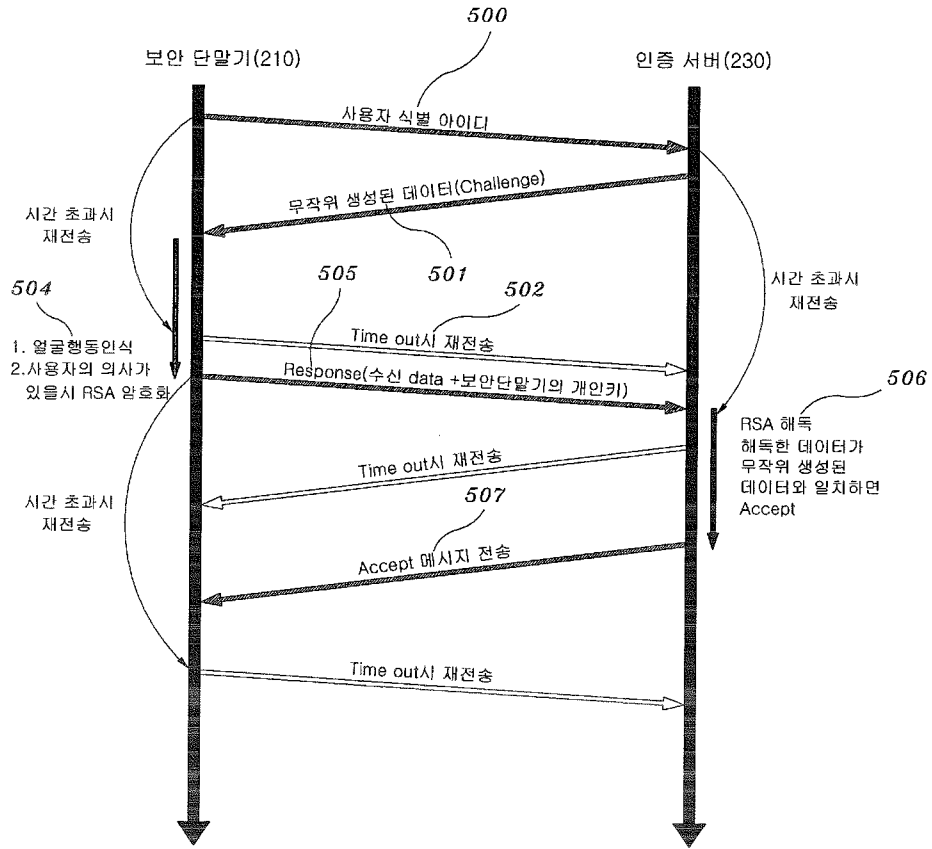 500
보안 단말기(210)
인증 서버(230)
사용자 식별 아이디
무작위 생성된 데이터(Challenge)
시간 초과시
재전송
501
505
502
시간 초과시
재전송
504
1. 얼굴행동인식
2.사용자의 의사가
있을시 RSA 암호화
Time out시 재전송
Response(수신 data +보안단말기의 개인키)
506
RSA 해독
해독한 데이터가
무작위 생성된
데이터와 일치하면
Accept
Time out시 재전송
시간 초과시
재전송
507
Accept 메시지 전송
Time out시 재전송